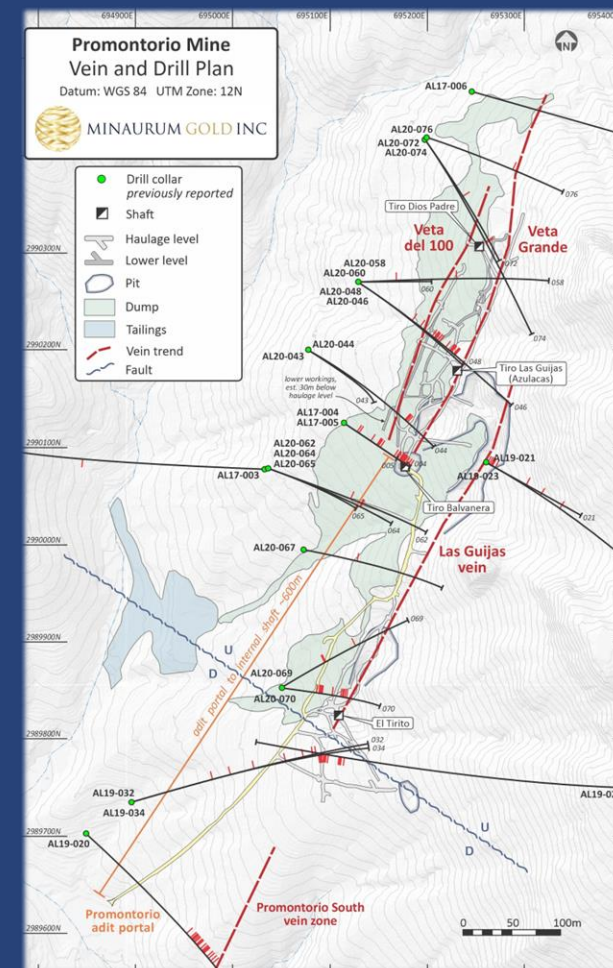 694900E
695000E
695100E
695200E
695300E
Promontorio Mine
Vein and Drill Plan
Datum: WGS 84 UTM Zone: 12N
MINAURUM GOLD INC
N
Drill collar
previously reported
Shaft
Haulage level
Lower level
Pit
Dump
Tailings
Vein trend
Fault
AL17-006
AL20-076
AL20-072
AL20-074
076
Tiro Dios Padre
Veta
del 100
Veta
Grande
2990300N
072
AL20-058
AL20-060
AL20-048
AL20-046
060
058
074
2990200N
AL20-044
AL20-043
048
Tiro Las Guijas
(Azulacas)
lower workings,
est. 30m below
haulage level
043
046
AL17-004
AL17-005
044
2990100N
AL20-062
AL20-064
AL20-065
AL17-003
005
004
AL19-021
AL19-023
Tiro Balvanera
065
064
062
021
2990000N
AL20-067
Las Guijas
vein
adit portal to internal shaft ~600m
U
D
2989900N
069
AL20-069
AL20-070
070
El Tirito
2989800N
032
034
AL19-032
AL19-034
2989700N
AL19-020
U
D
Promontorio
adit portal
Promontorio South
vein zone
2989600N
0 50 100m